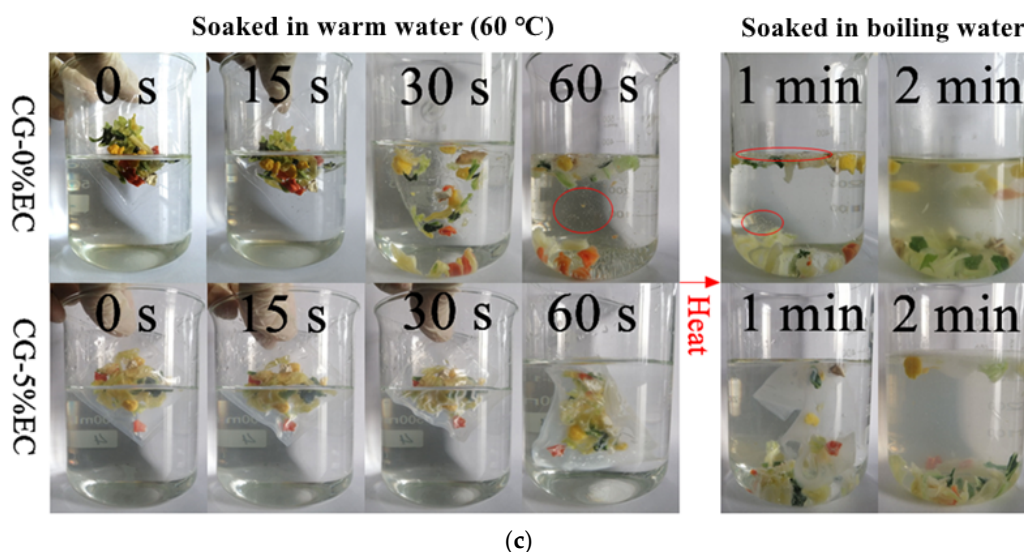 Soaked in warm water (60 ℃)
Soaked in boiling water
CG-0%EC
0 s
15 s
30 s
60 s
1 min
2 min
Heat
CG-5%EC
0 s
15 s
30 s
60 s
1 min
2 min
(c)